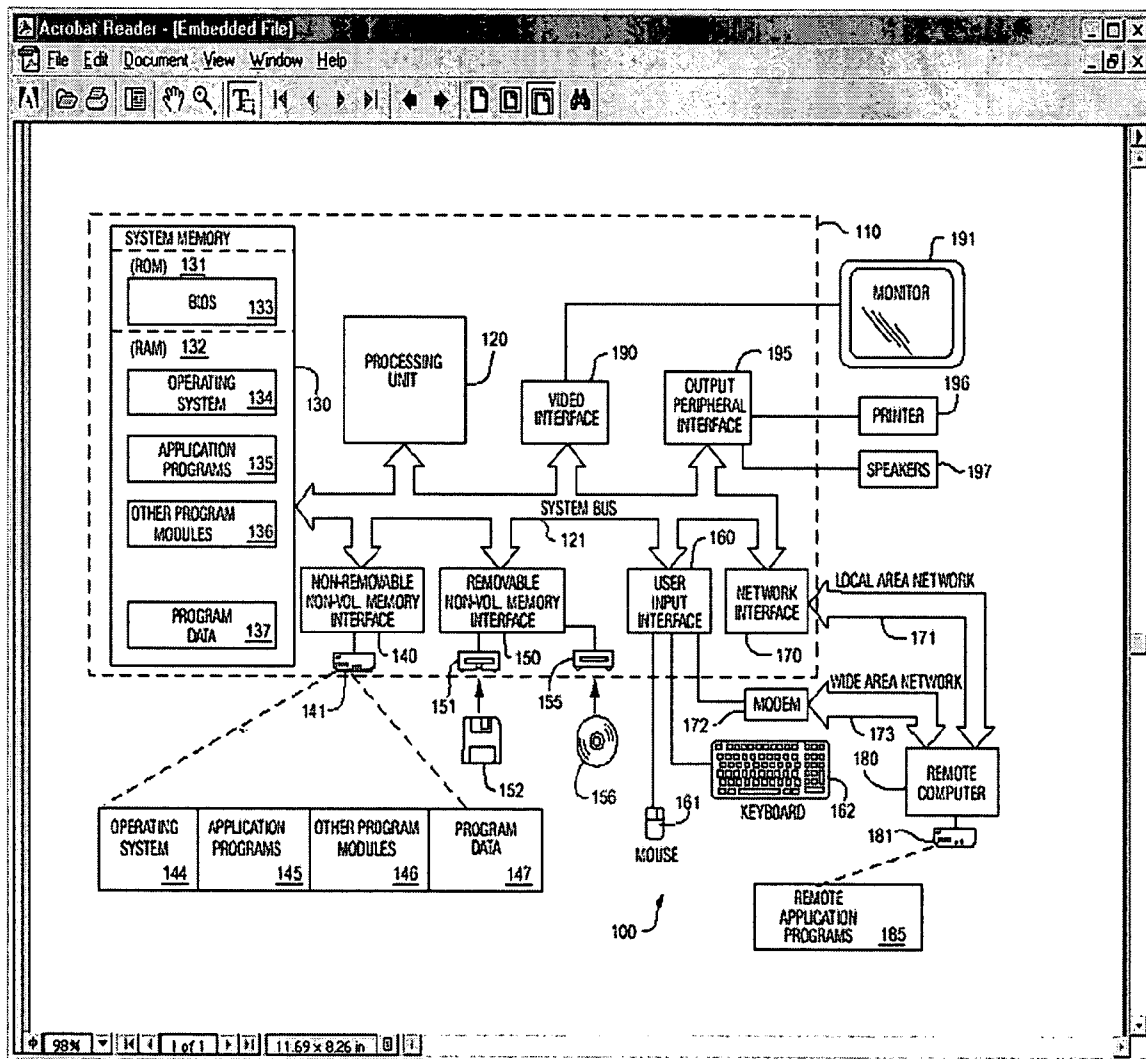 Acrobat Reader - [Embedded File]
File Edit Document View Window Help
SYSTEM MEMORY
(ROM) 131
BIOS 133
(RAM) 132
OPERATING SYSTEM 134
APPLICATION PROGRAMS 135
OTHER PROGRAM MODULES 136
PROGRAM DATA 137
130
PROCESSING UNIT
120
190
VIDEO INTERFACE
195
OUTPUT PERIPHERAL INTERFACE
110
191
MONITOR
196
PRINTER
SPEAKERS
197
SYSTEM BUS
121
NON-REMOVABLE NON-VOL. MEMORY INTERFACE
140
REMOVABLE NON-VOL. MEMORY INTERFACE
150
160
USER INPUT INTERFACE
NETWORK INTERFACE
170
LOCAL AREA NETWORK
171
141
151
155
152
156
WIDE AREA NETWORK
MODEM
172
173
180
REMOTE COMPUTER
KEYBOARD
162
161
MOUSE
181
OPERATING SYSTEM 144
APPLICATION PROGRAMS 145
OTHER PROGRAM MODULES 146
PROGRAM DATA 147
100
REMOTE APPLICATION PROGRAMS 185
98%
1 of 1
11.69 x 8.26 in